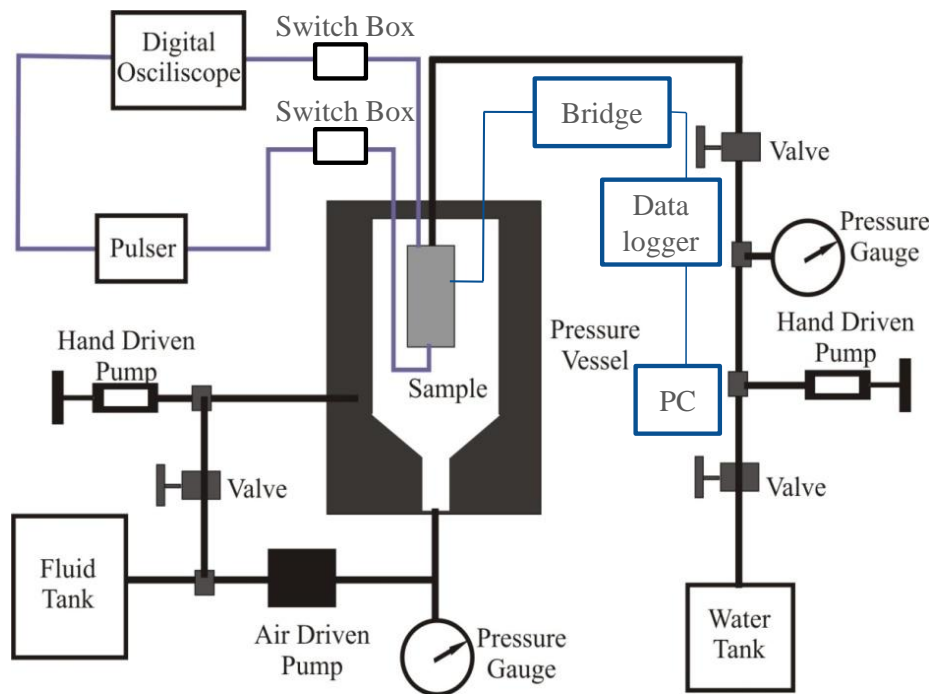 Switch Box
Digital
Osciliscope
Switch Box
Bridge
Valve
Data
logger
Pressure
Gauge
Pulser
Pressure
Vessel
Hand Driven
Pump
Hand Driven
Pump
Sample
PC
Valve
Valve
Fluid
Tank
Air Driven
Pump
Pressure
Gauge
Water
Tank